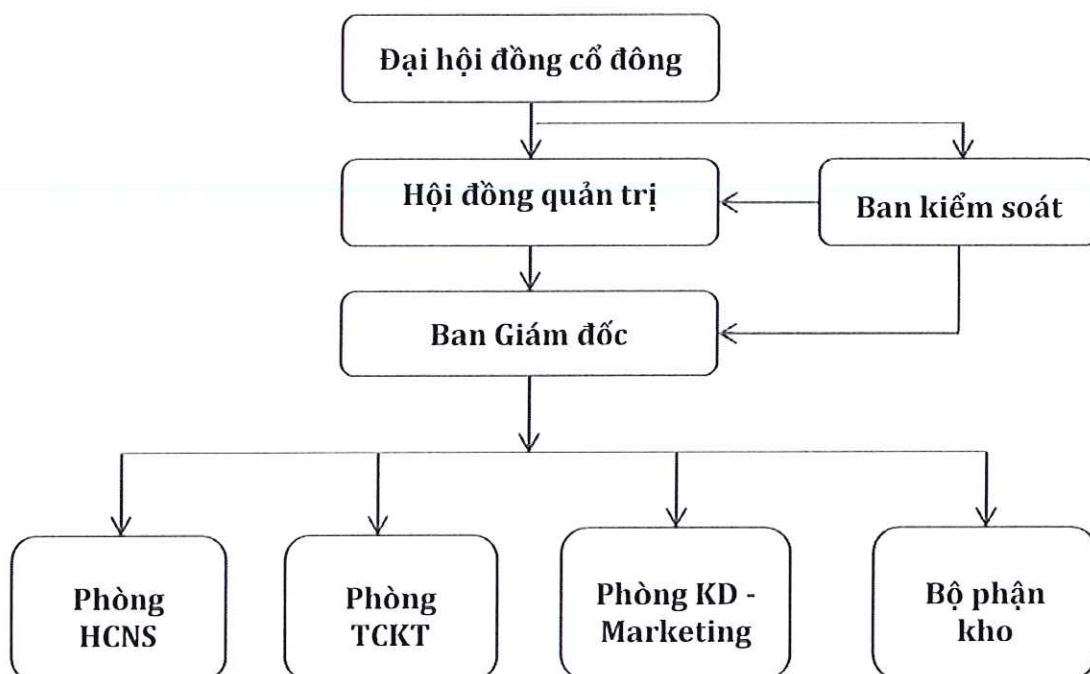 Đại hội đồng cổ đông
Hội đồng quản trị
Ban kiểm soát
Ban Giám đốc
Phòng
HCNS
Phòng
TCKT
Phòng KD -
Marketing
Bộ phận
kho